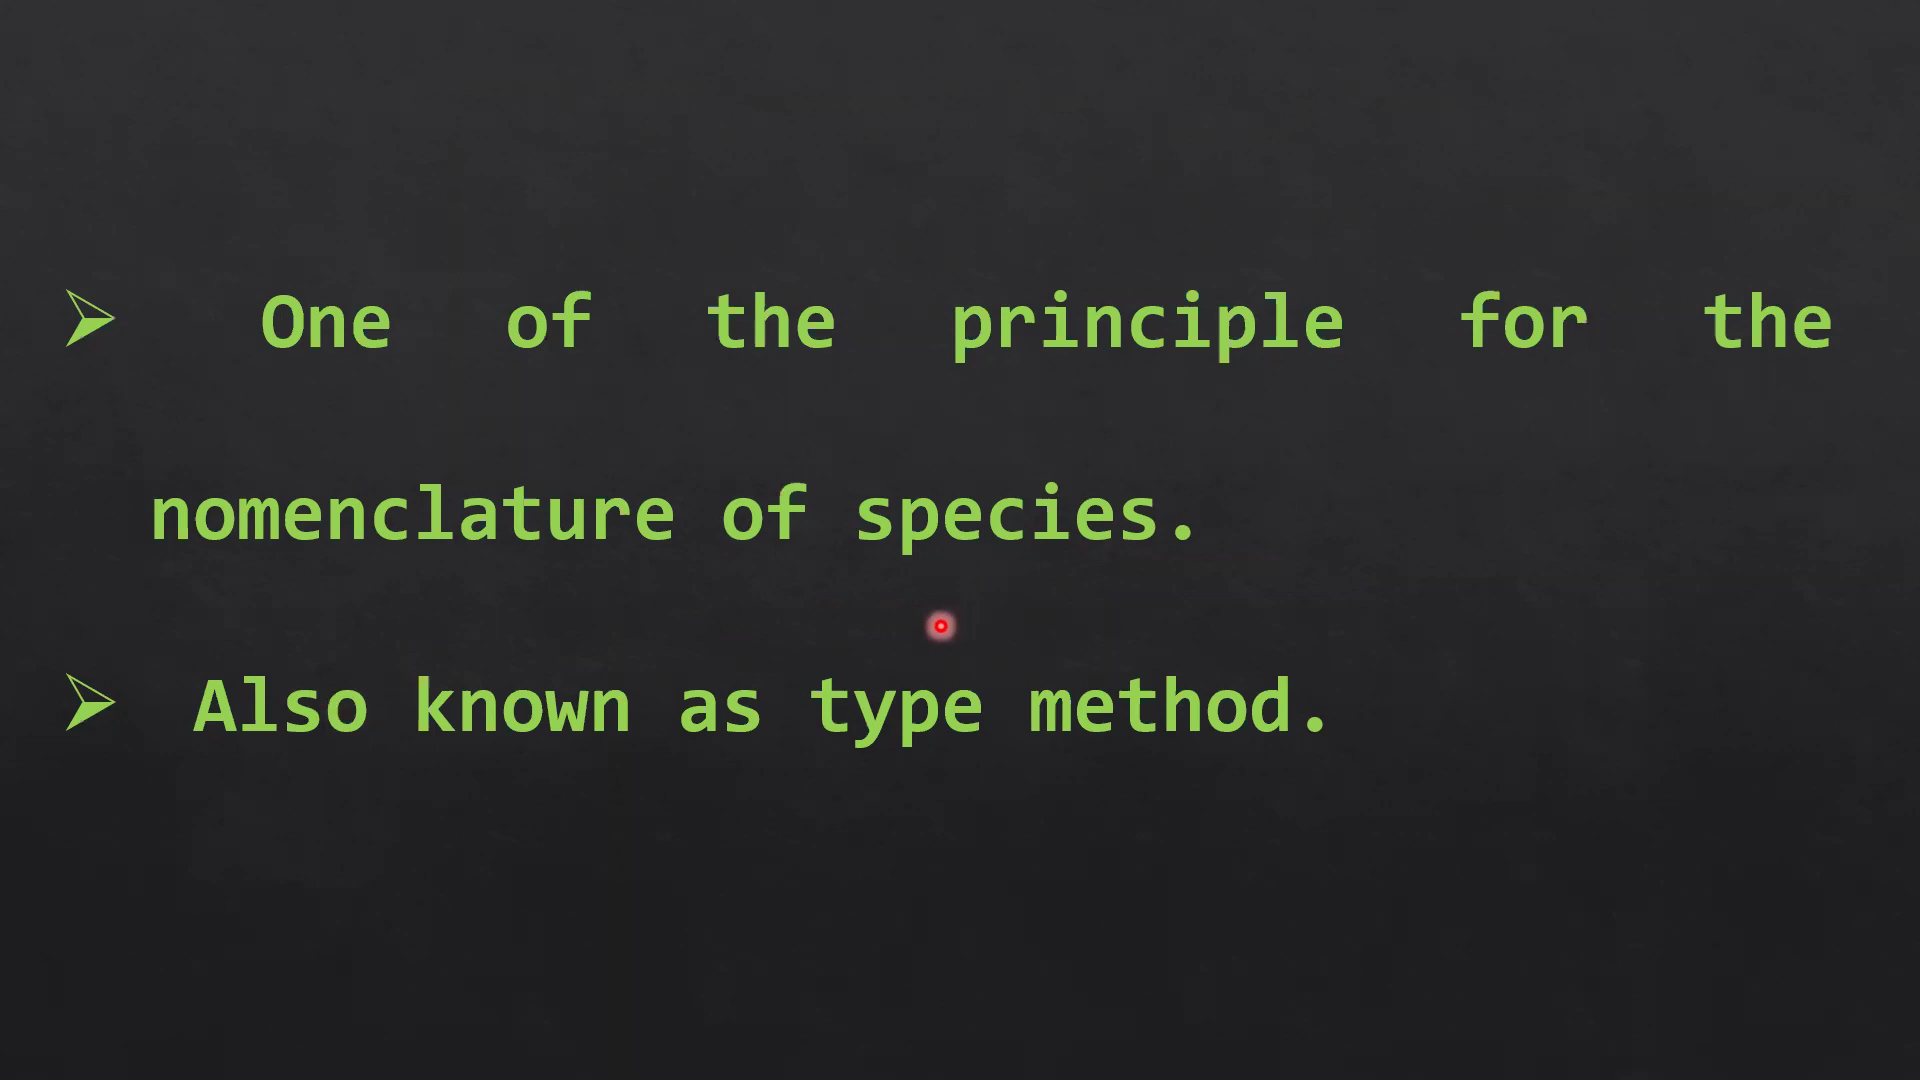 ➢ One of the principle for the
nomenclature of species.
➢ Also known as type method.